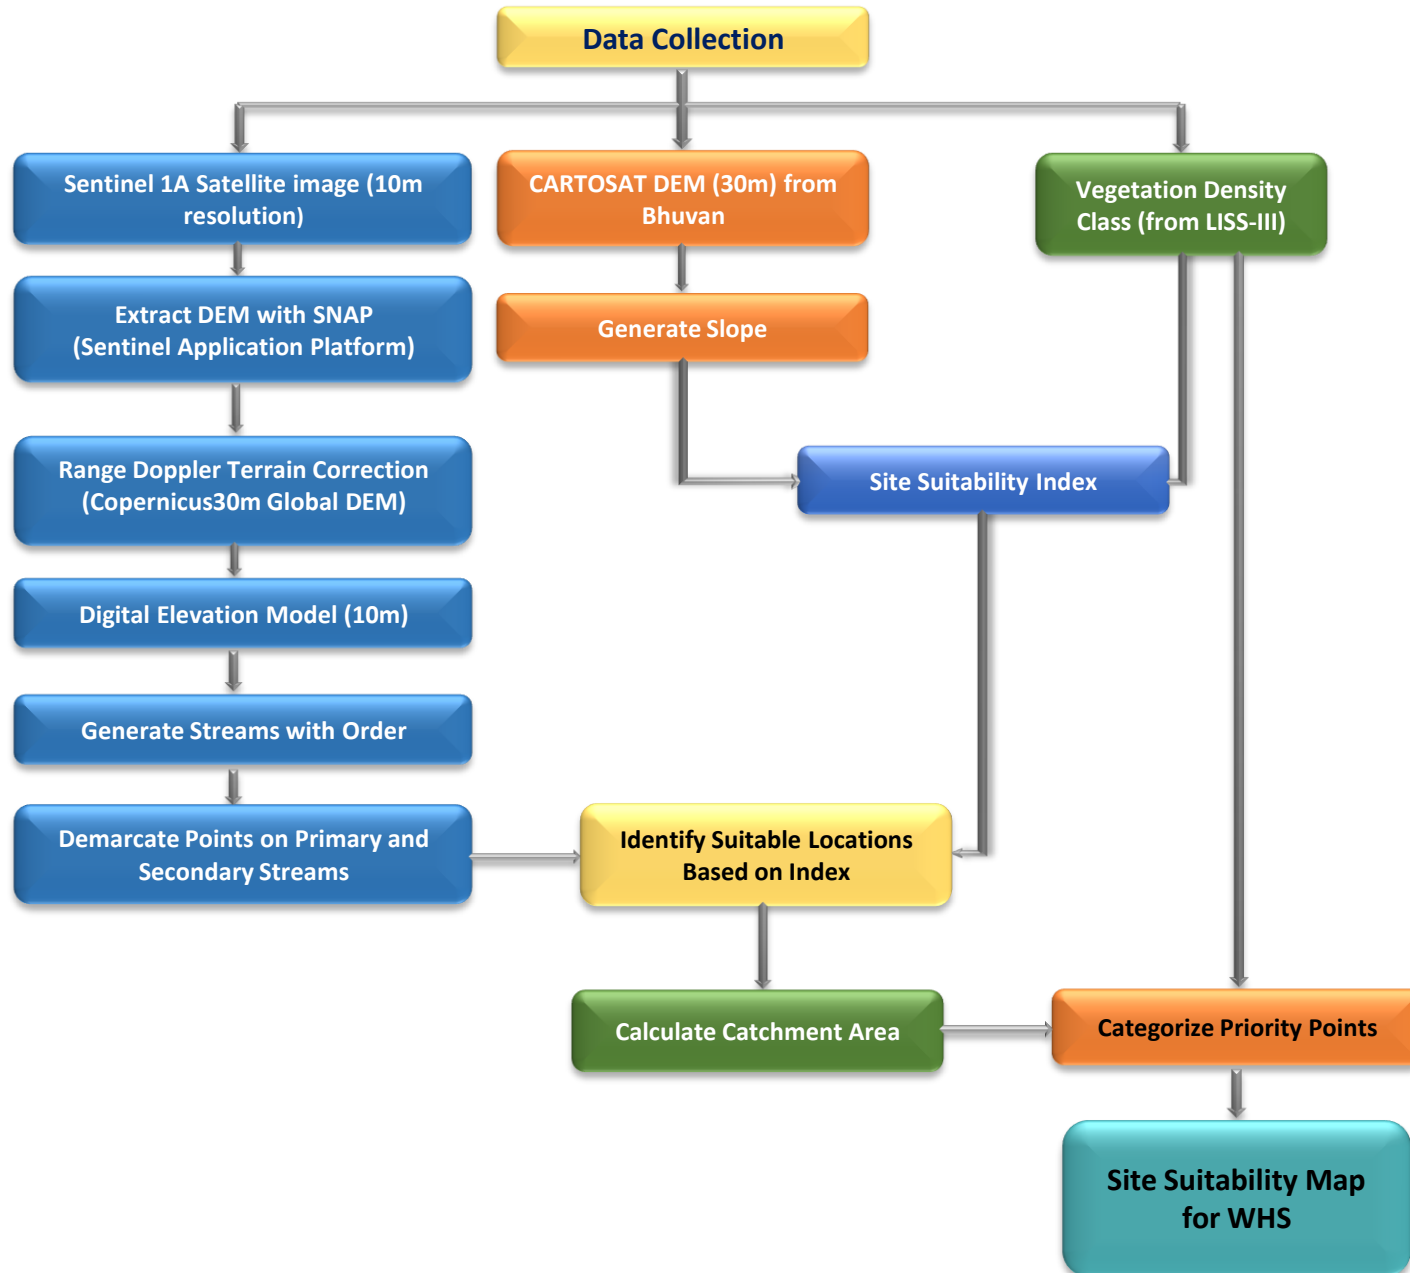 Data Collection
Sentinel 1A Satellite image (10m
resolution)
CARTOSAT DEM (30m) from
Bhuvan
Vegetation Density
Class (from LISS-III)
Extract DEM with SNAP
(Sentinel Application Platform)
Generate Slope
Range Doppler Terrain Correction
(Copernicus30m Global DEM)
Site Suitability Index
Digital Elevation Model (10m)
Generate Streams with Order
Demarcate Points on Primary and
Secondary Streams
Identify Suitable Locations
Based on Index
Calculate Catchment Area
Categorize Priority Points
Site Suitability Map
for WHS